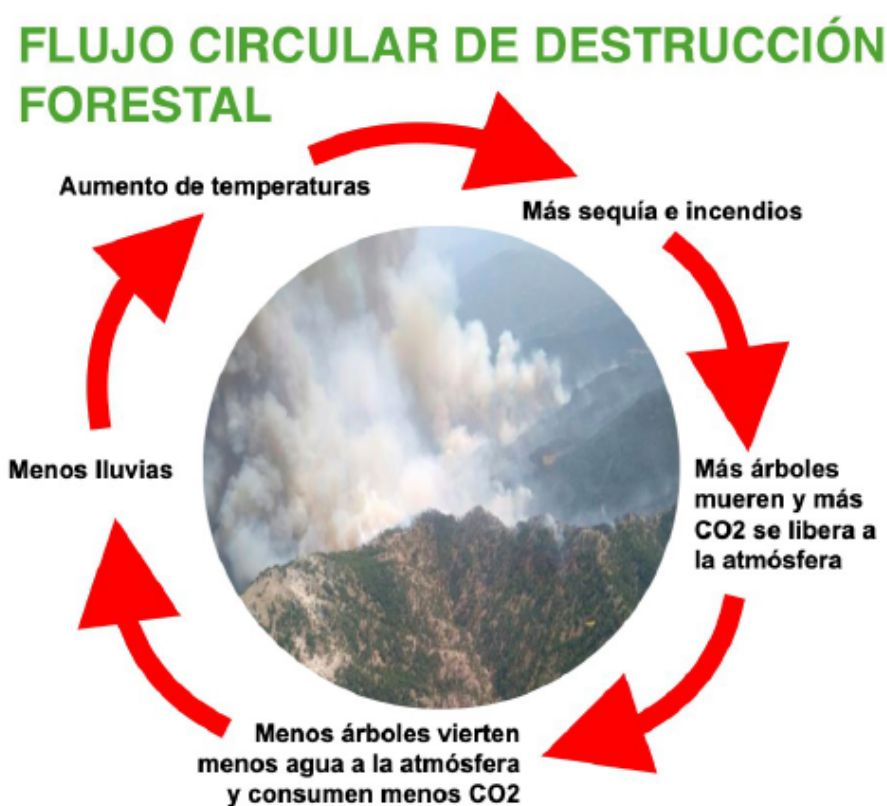 FLUJO CIRCULAR DE DESTRUCCIÓN
FORESTAL
Aumento de temperaturas
Más sequía e incendios
Más árboles
mueren y más
CO2 se libera a
la atmósfera
Menos árboles vierten
menos agua a la atmósfera
y consumen menos CO2
Menos lluvias